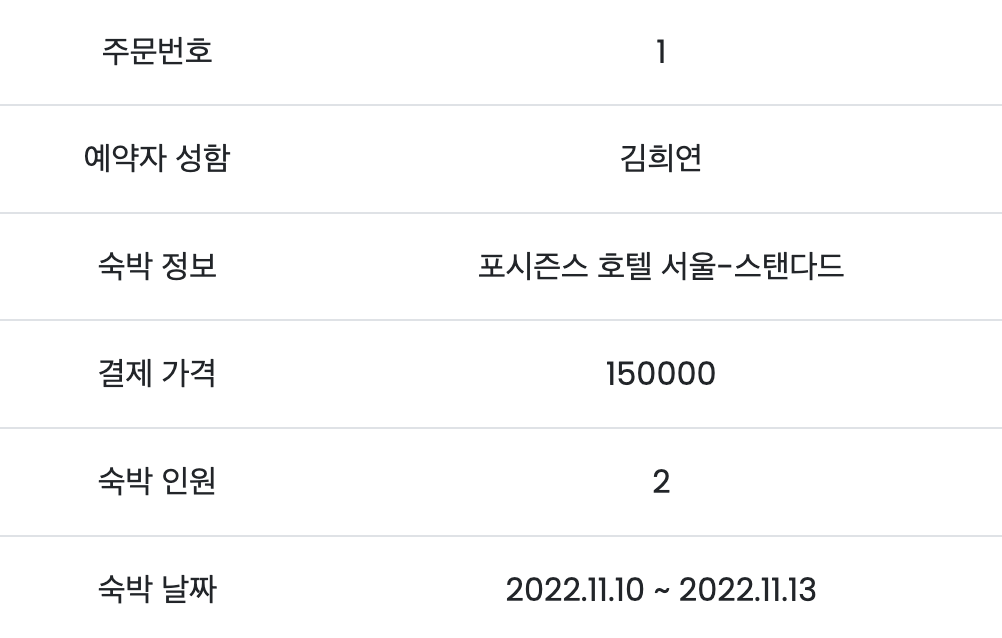 주문번호 1
예약자 성함 김희연
숙박 정보 포시즌스 호텔 서울-스탠다드
결제 가격 150000
숙박 인원 2
숙박 날짜 2022.11.10 ~ 2022.11.13